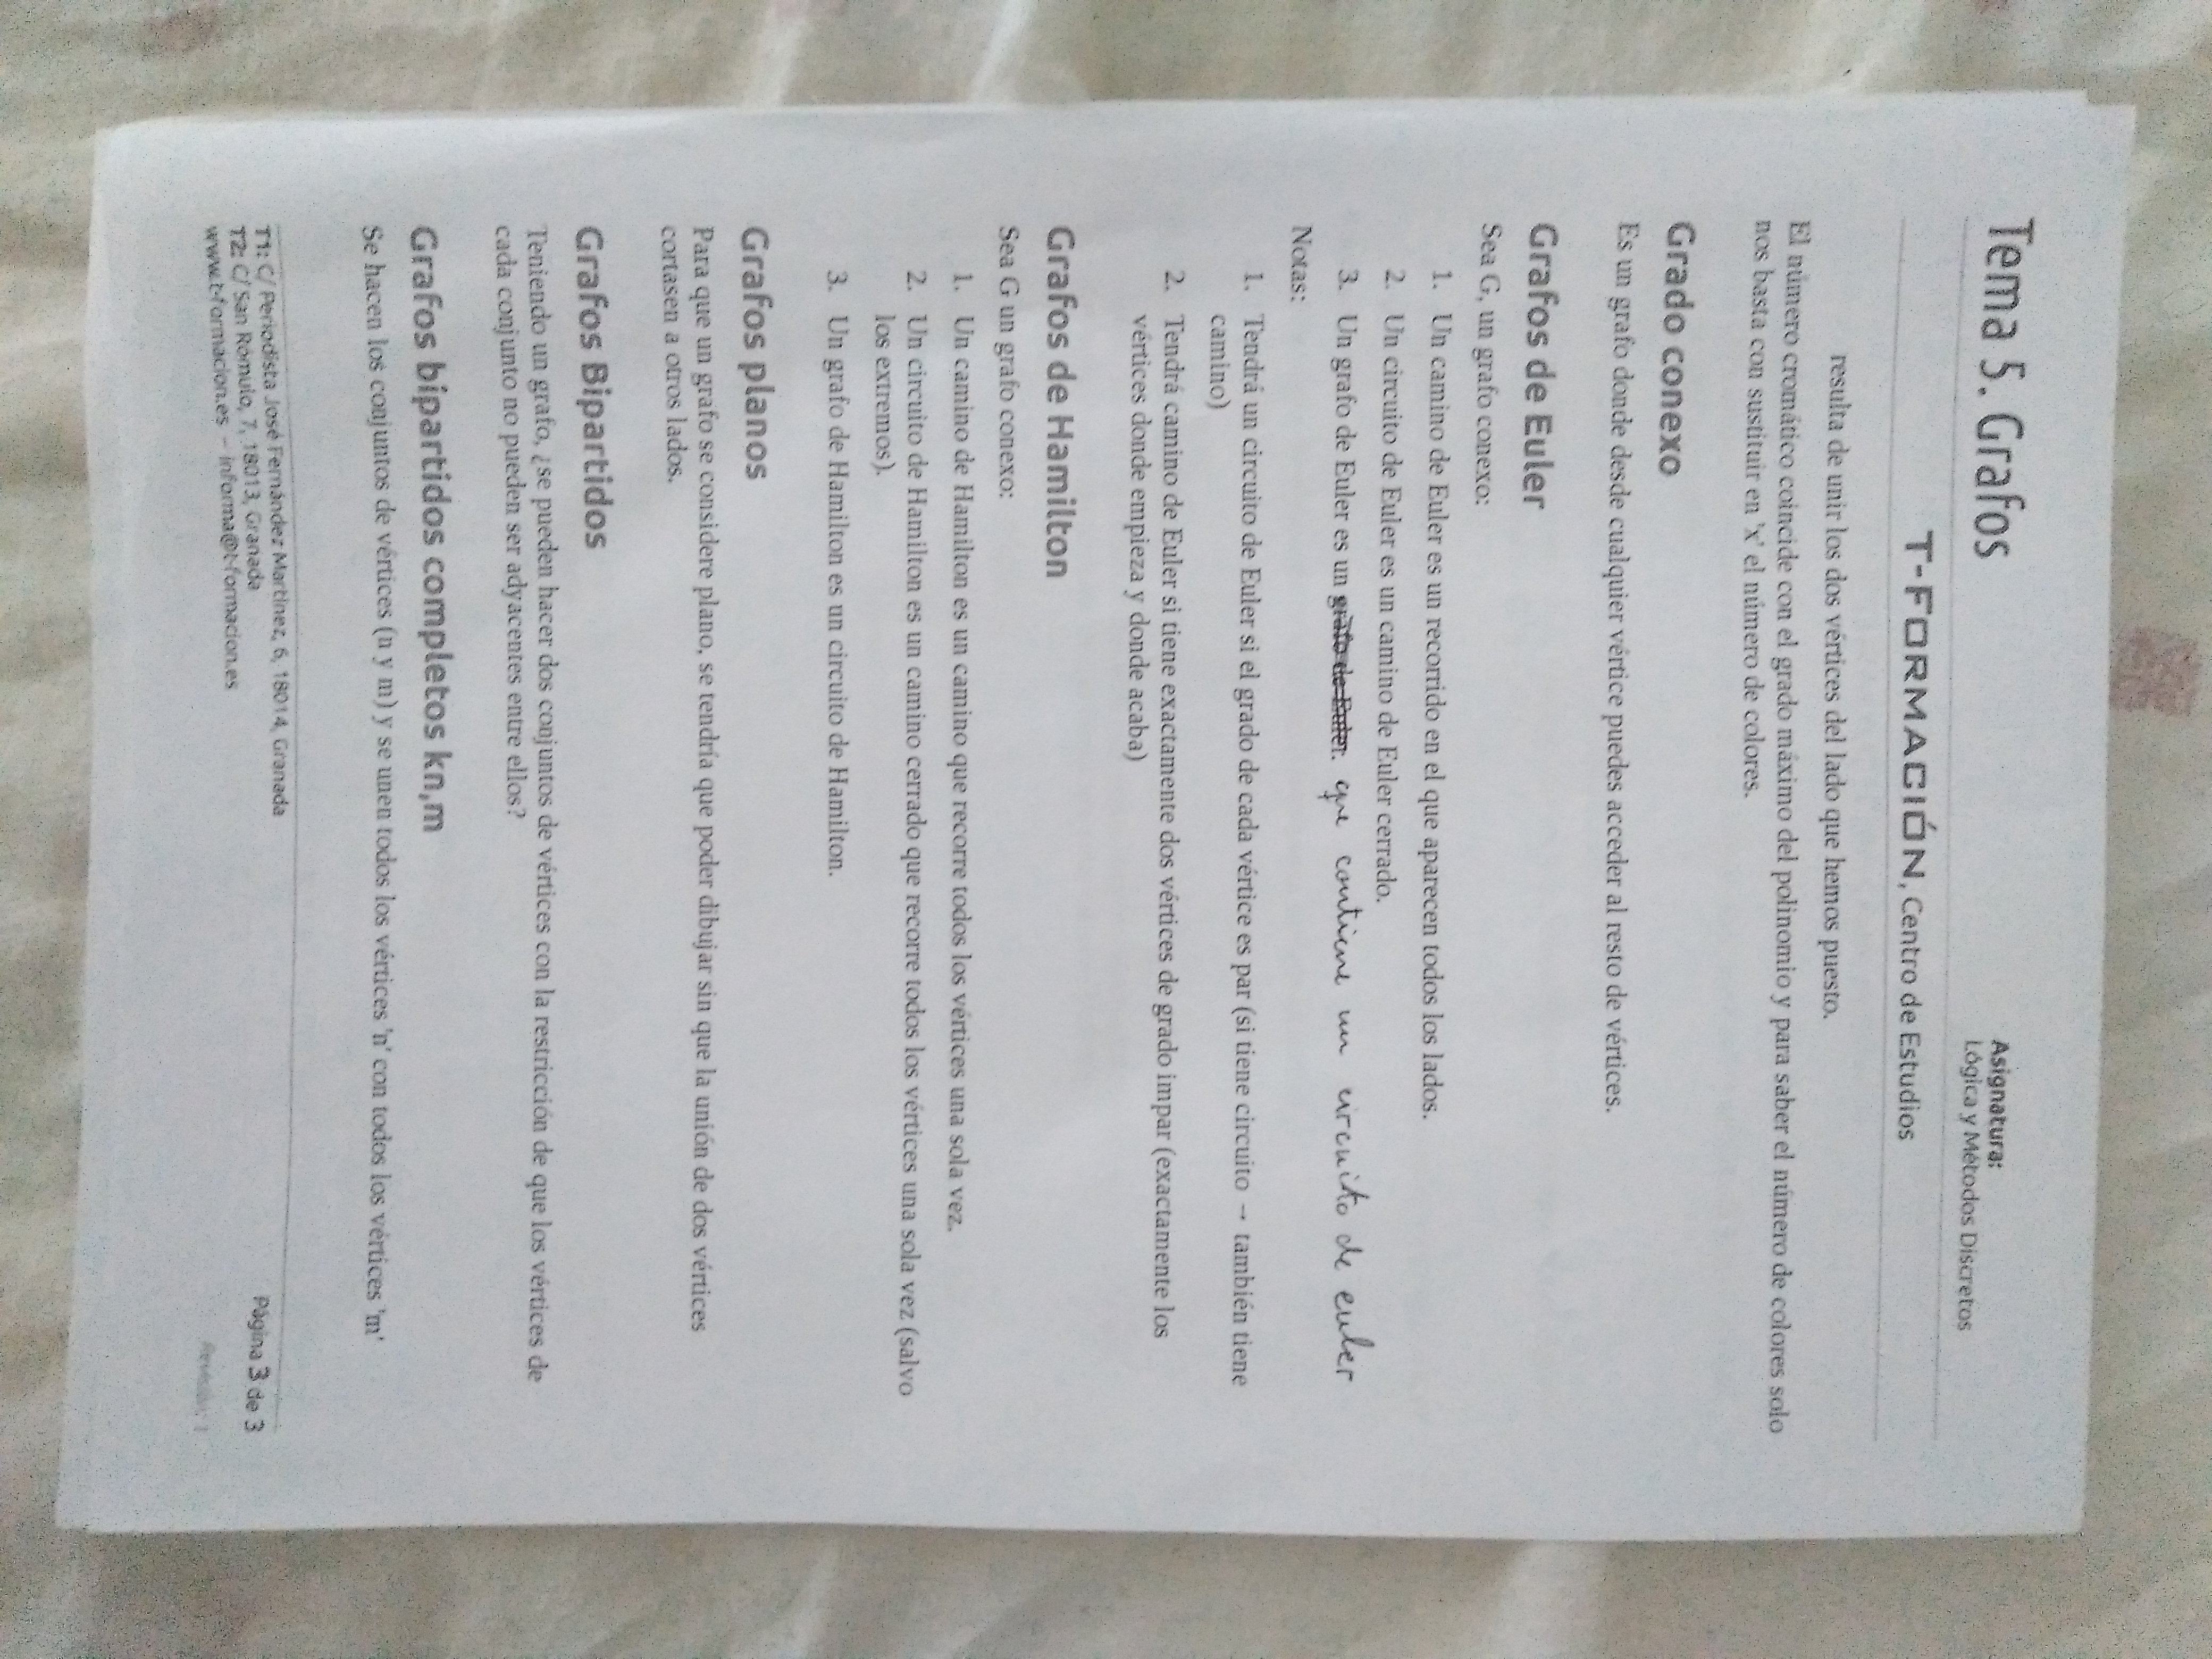 Tema 5. Grafos
Asignatura:
Lógica y Métodos Discretos
T-FORMACIÓN, Centro de Estudios
resulta de unir los dos vértices del lado que hemos puesto.
El número cromático coincide con el grado máximo del polinomio y para saber el número de colores solo
nos basta con sustituir en 'x' el número de colores.
Grado conexo
Es un grafo donde desde cualquier vértice puedes acceder al resto de vértices.
Grafos de Euler
Sea G, un grafo conexo:
1. Un camino de Euler es un recorrido en el que aparecen todos los lados.
2. Un circuito de Euler es un camino de Euler cerrado.
3. Un grafo de Euler es un grafo de Euler. que contiene un circuito de euler
Notas:
1. Tendrá un circuito de Euler si el grado de cada vértice es par (si tiene circuito → también tiene
camino)
2. Tendrá camino de Euler si tiene exactamente dos vértices de grado impar (exactamente los
vértices donde empieza y donde acaba)
Grafos de Hamilton
Sea G un grafo conexo:
1. Un camino de Hamilton es un camino que recorre todos los vértices una sola vez.
2. Un circuito de Hamilton es un camino cerrado que recorre todos los vértices una sola vez (salvo
los extremos).
3. Un grafo de Hamilton es un circuito de Hamilton.
Grafos planos
Para que un grafo se considere plano, se tendría que poder dibujar sin que la unión de dos vértices
cortasen a otros lados.
Grafos Bipartidos
Teniendo un grafo, ¿se pueden hacer dos conjuntos de vértices con la restricción de que los vértices de
cada conjunto no pueden ser adyacentes entre ellos?
Grafos bipartidos completos kn,m
Se hacen los conjuntos de vértices (n y m) y se unen todos los vértices 'n' con todos los vértices 'm'
T1: C/ Periodista José Fernández Martínez, 6, 18014, Granada
T2: C/ San Rómulo, 7, 18013, Granada
www.t-formacion.es – informa@t-formacion.es
Página 3 de 3
Revisión: 1